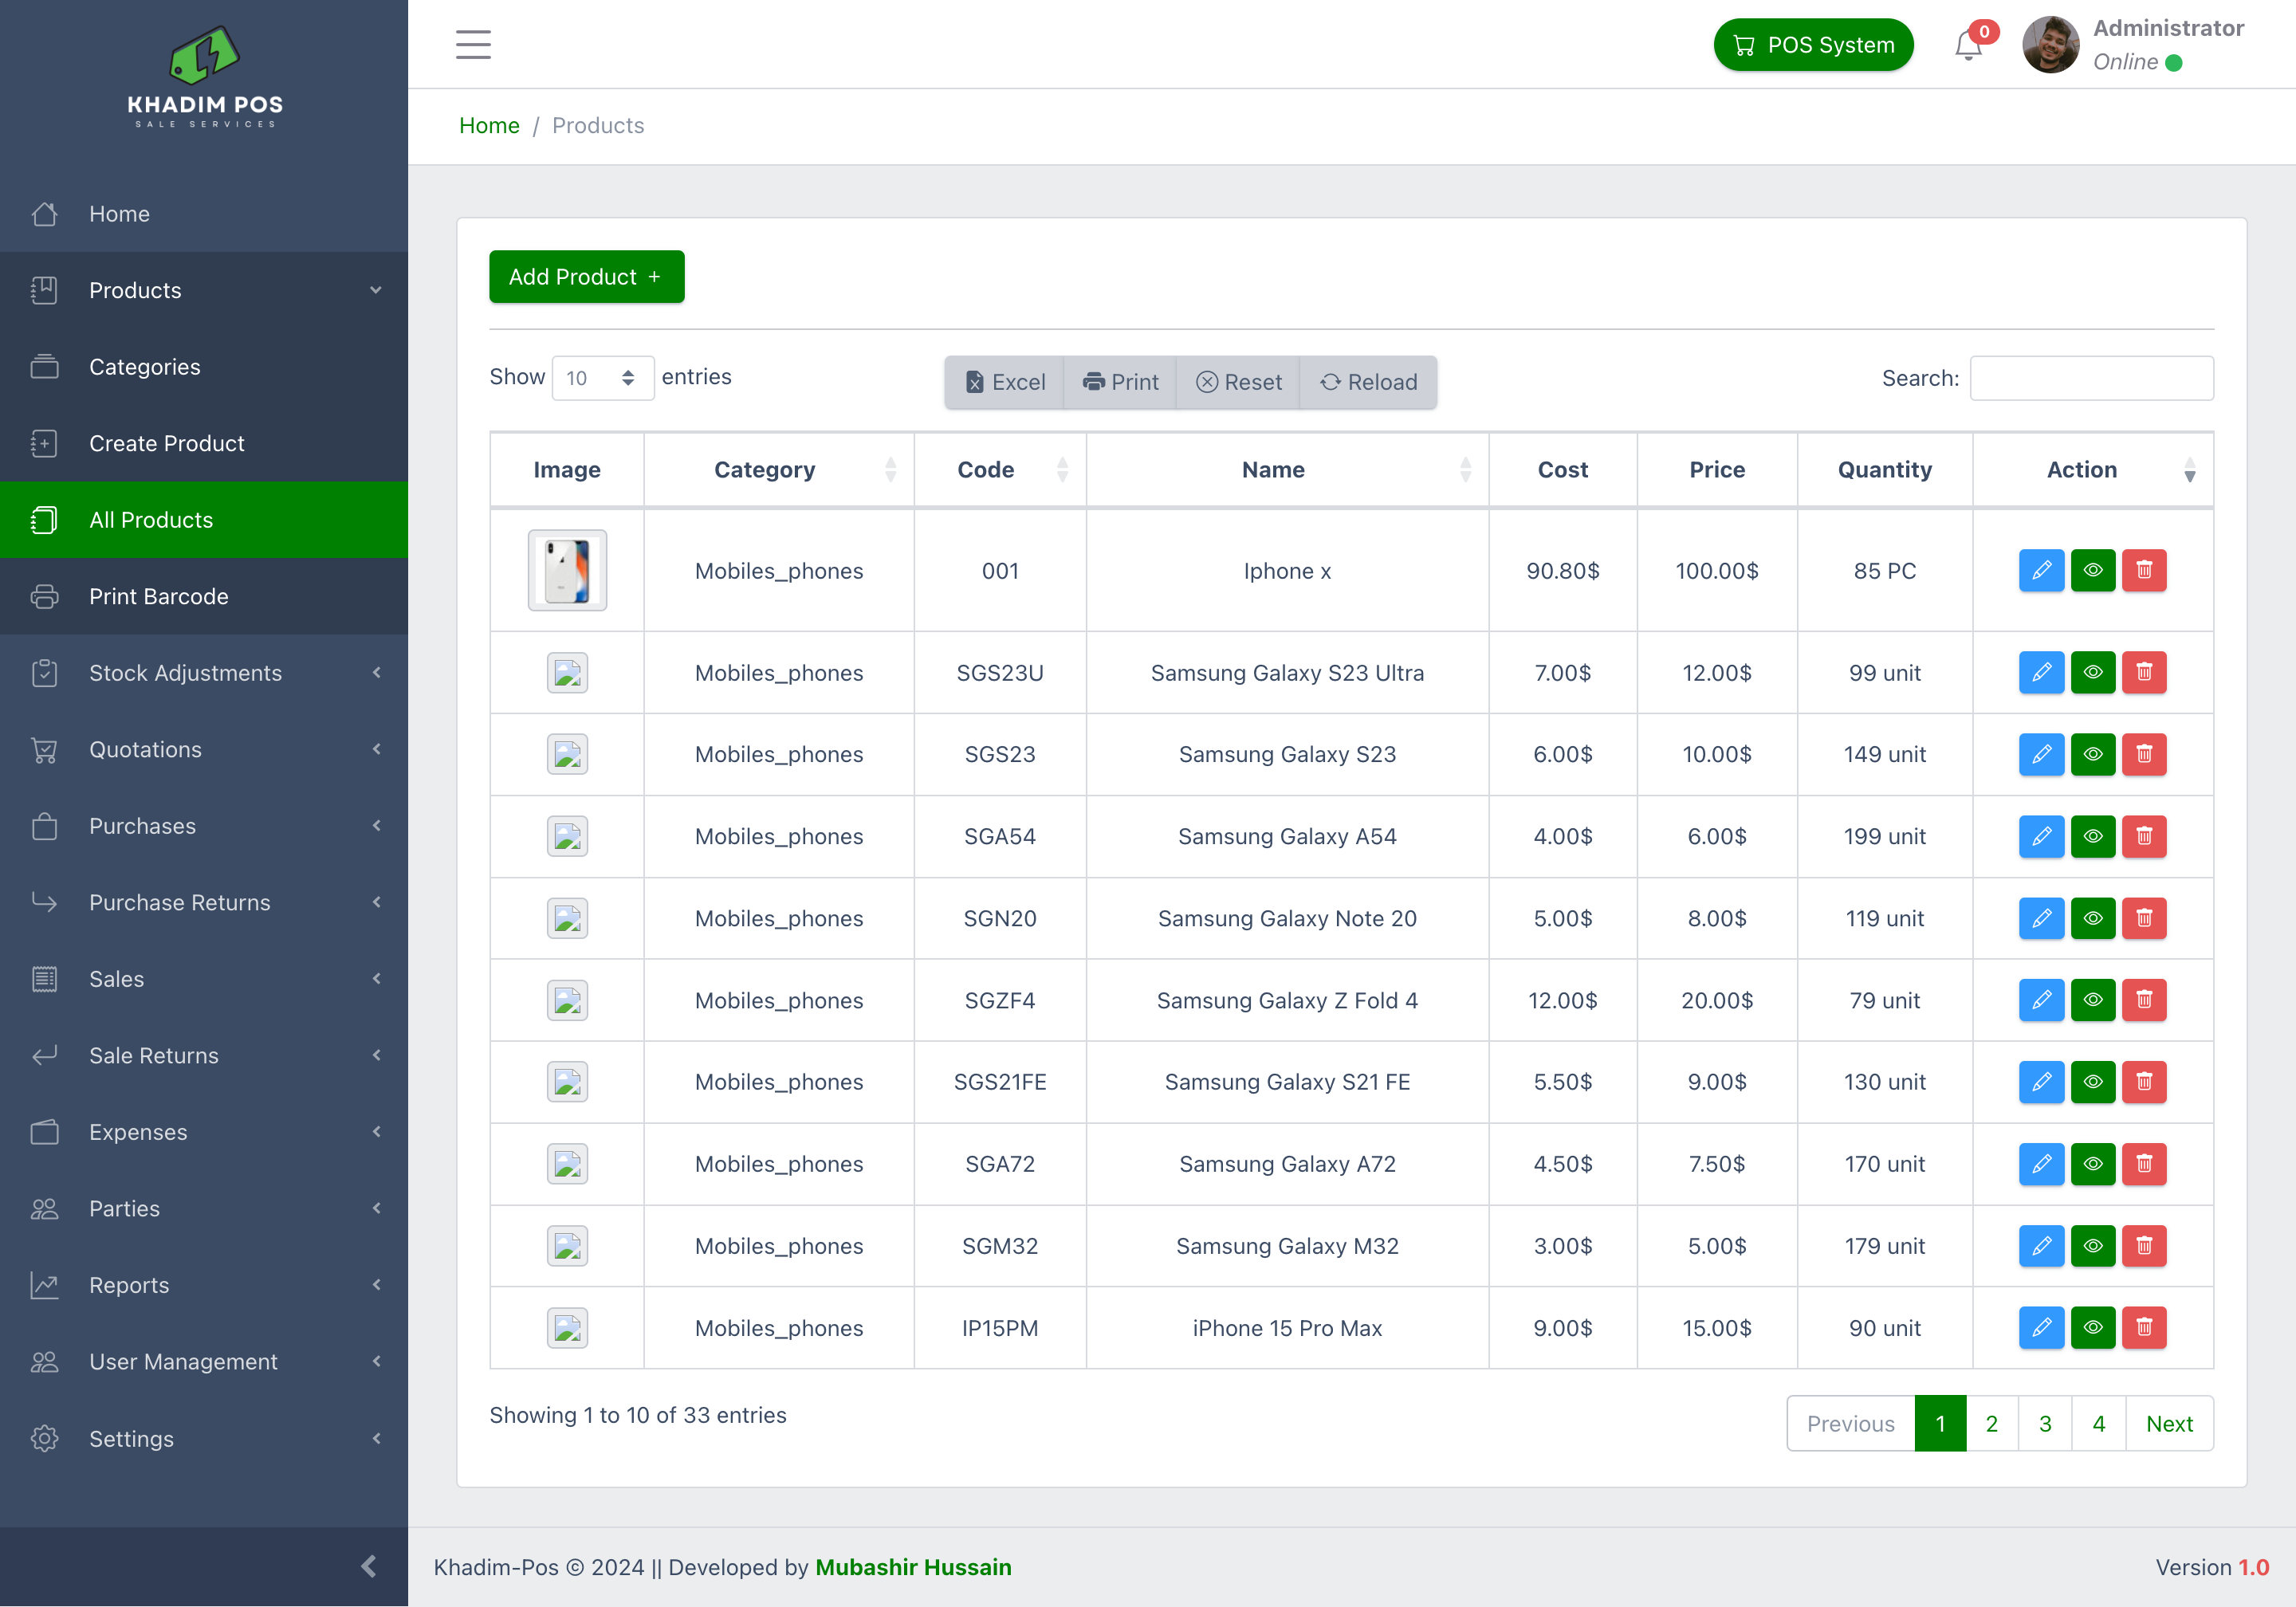 KHADIM POS
SALE SERVICES
Home
Products
Categories
Create Product
All Products
Print Barcode
Stock Adjustments
Quotations
Purchases
Purchase Returns
Sales
Sale Returns
Expenses
Parties
Reports
User Management
Settings
POS System
0
Administrator
Online
Home / Products
Add Product +
Show 10 entries
Excel Print Reset Reload
Search:
Image Category Code Name Cost Price Quantity Action
Mobiles_phones 001 Iphone x 90.80$ 100.00$ 85 PC
Mobiles_phones SGS23U Samsung Galaxy S23 Ultra 7.00$ 12.00$ 99 unit
Mobiles_phones SGS23 Samsung Galaxy S23 6.00$ 10.00$ 149 unit
Mobiles_phones SGA54 Samsung Galaxy A54 4.00$ 6.00$ 199 unit
Mobiles_phones SGN20 Samsung Galaxy Note 20 5.00$ 8.00$ 119 unit
Mobiles_phones SGZF4 Samsung Galaxy Z Fold 4 12.00$ 20.00$ 79 unit
Mobiles_phones SGS21FE Samsung Galaxy S21 FE 5.50$ 9.00$ 130 unit
Mobiles_phones SGA72 Samsung Galaxy A72 4.50$ 7.50$ 170 unit
Mobiles_phones SGM32 Samsung Galaxy M32 3.00$ 5.00$ 179 unit
Mobiles_phones IP15PM iPhone 15 Pro Max 9.00$ 15.00$ 90 unit
Showing 1 to 10 of 33 entries
Previous 1 2 3 4 Next
Khadim-Pos © 2024 || Developed by Mubashir Hussain
Version 1.0